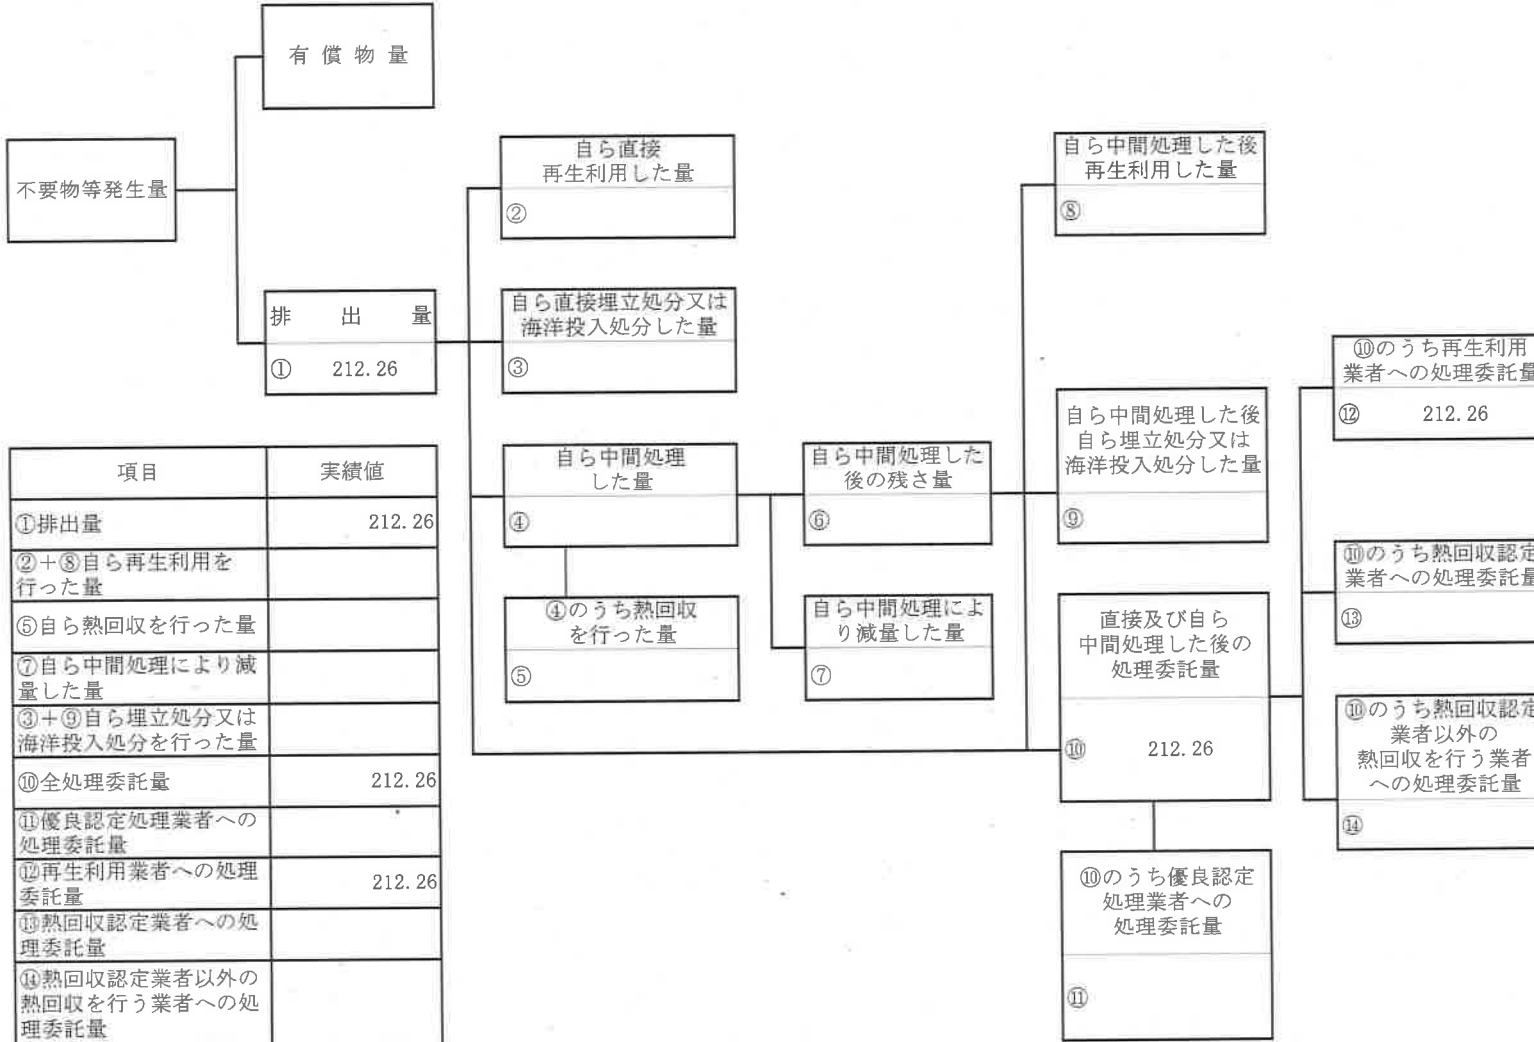 有償物量
不要物等発生量
排出量
① 212.26
自ら直接
再生利用した量
②
自ら直接埋立処分又は
海洋投入処分した量
③
自ら中間処理
した量
④
④のうち熱回収
を行った量
⑤
自ら中間処理した
後の残さ量
⑥
自ら中間処理によ
り減量した量
⑦
自ら中間処理した後
再生利用した量
⑧
自ら中間処理した後
自ら埋立処分又は
海洋投入処分した量
⑨
直接及び自ら
中間処理した後の
処理委託量
⑩ 212.26
⑩のうち優良認定
処理業者への
処理委託量
⑪
⑩のうち再生利用
業者への処理委託量
⑫ 212.26
⑩のうち熱回収認定
業者への処理委託量
⑬
⑩のうち熱回収認定
業者以外の
熱回収を行う業者
への処理委託量
⑭
項目 実績値
①排出量 212.26
②＋⑧自ら再生利用を
行った量
⑤自ら熱回収を行った量
⑦自ら中間処理により減
量した量
③＋⑨自ら埋立処分又は
海洋投入処分を行った量
⑩全処理委託量 212.26
⑪優良認定処理業者への
処理委託量
⑫再生利用業者への処理
委託量 212.26
⑬熱回収認定業者への処
理委託量
⑭熱回収認定業者以外の
熱回収を行う業者への処
理委託量